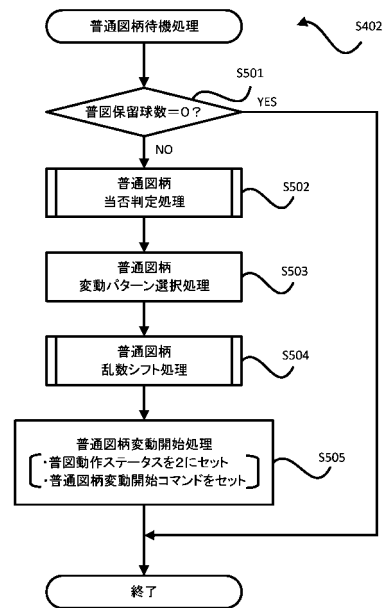 普通図柄待機処理
S402
S501
普図保留球数＝０？
YES
NO
普通図柄
当否判定処理
S502
普通図柄
変動パターン選択処理
S503
普通図柄
乱数シフト処理
S504
普通図柄変動開始処理
・普図動作ステータスを2にセット
・普通図柄変動開始コマンドをセット
S505
終了